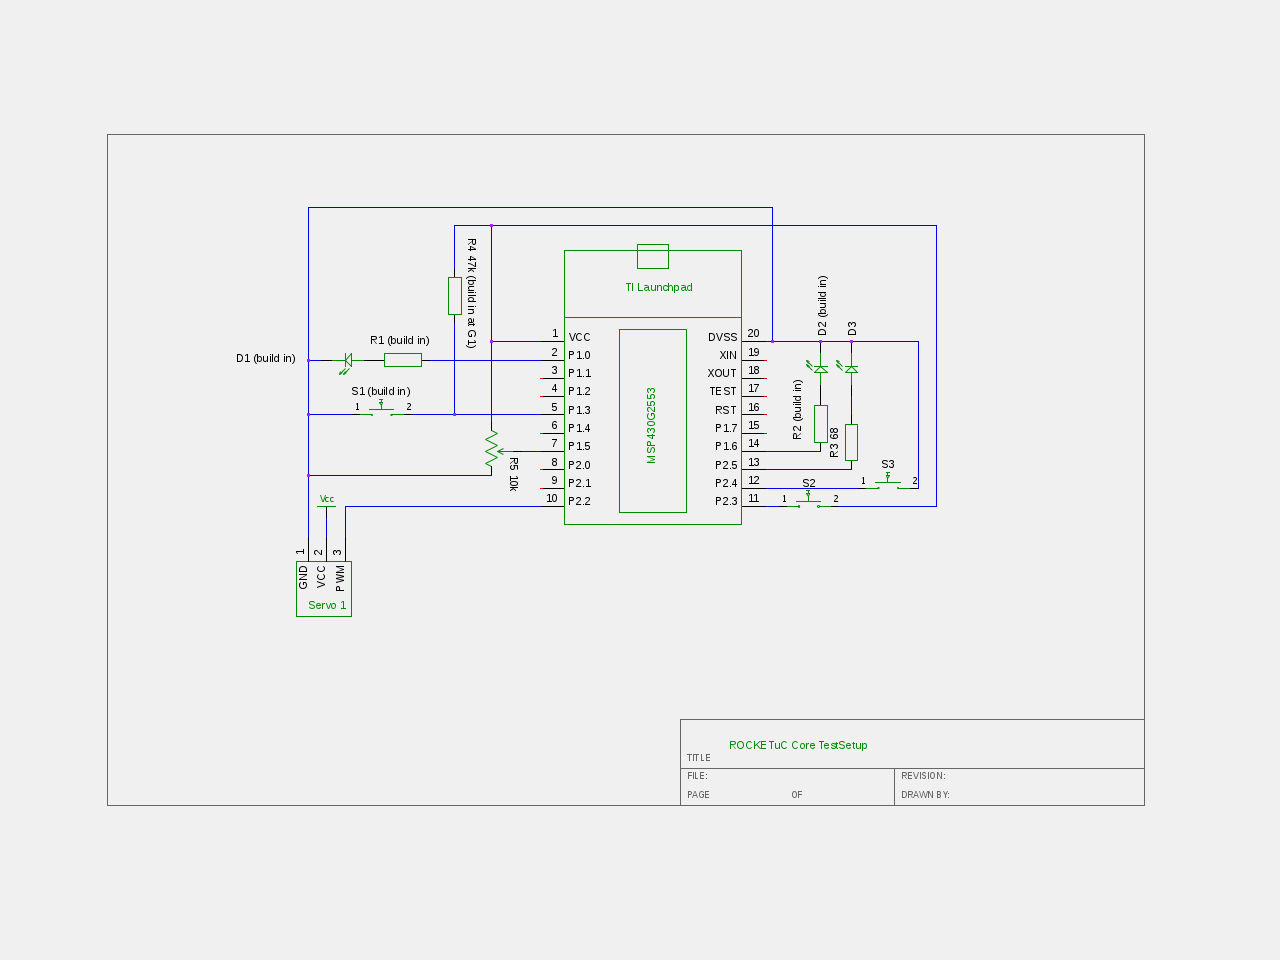 R4 47k (build in at G1)
TI Launchpad
D2 (build in)
D3
D1 (build in)
R1 (build in)
S1 (build in)
1
2
1 VCC
2 P1.0
3 P1.1
4 P1.2
5 P1.3
6 P1.4
7 P1.5
8 P2.0
9 P2.1
10 P2.2
MSP430G2553
DVSS 20
XIN 19
XOUT 18
TEST 17
RST 16
P1.7 15
P1.6 14
P2.5 13
P2.4 12
P2.3 11
R2 (build in)
R3 68
S3
1
2
S2
1
2
R5 10k
Vcc
1
2
3
GND
VCC
PWM
Servo 1
ROCKETuC Core TestSetup
TITLE
FILE:
REVISION:
PAGE
OF
DRAWN BY: